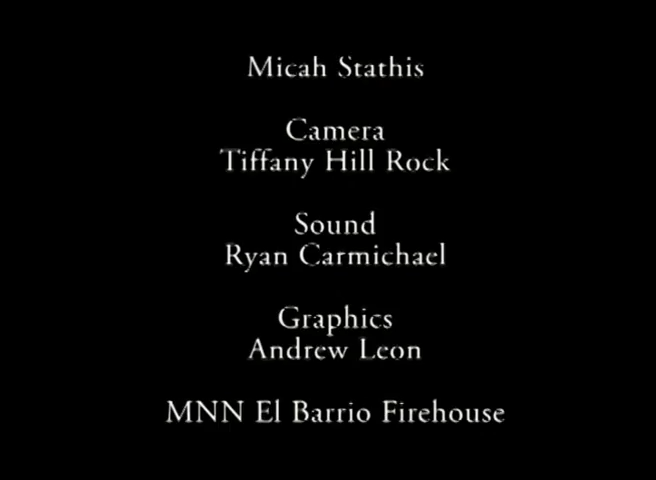 Micah Stathis
Camera
Tiffany Hill Rock
Sound
Ryan Carmichael
Graphics
Andrew Leon
MNN El Barrio Firehouse